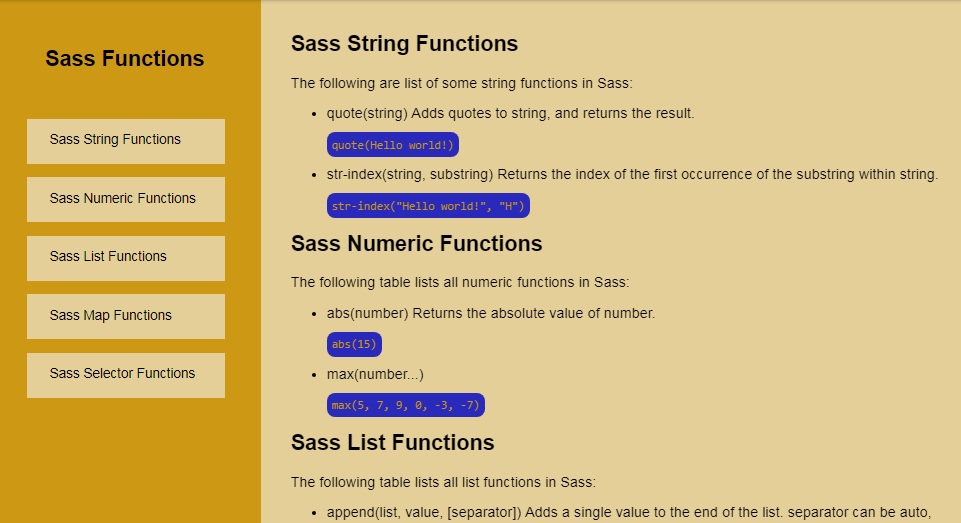 Sass Functions
Sass String Functions
Sass Numeric Functions
Sass List Functions
Sass Map Functions
Sass Selector Functions
Sass String Functions
The following are list of some string functions in Sass:
• quote(string) Adds quotes to string, and returns the result.
quote(Hello world!)
• str-index(string, substring) Returns the index of the first occurrence of the substring within string.
str-index("Hello world!", "H")
Sass Numeric Functions
The following table lists all numeric functions in Sass:
• abs(number) Returns the absolute value of number.
abs(15)
• max(number...)
max(5, 7, 9, 0, -3, -7)
Sass List Functions
The following table lists all list functions in Sass:
• append(list, value, [separator]) Adds a single value to the end of the list. separator can be auto,